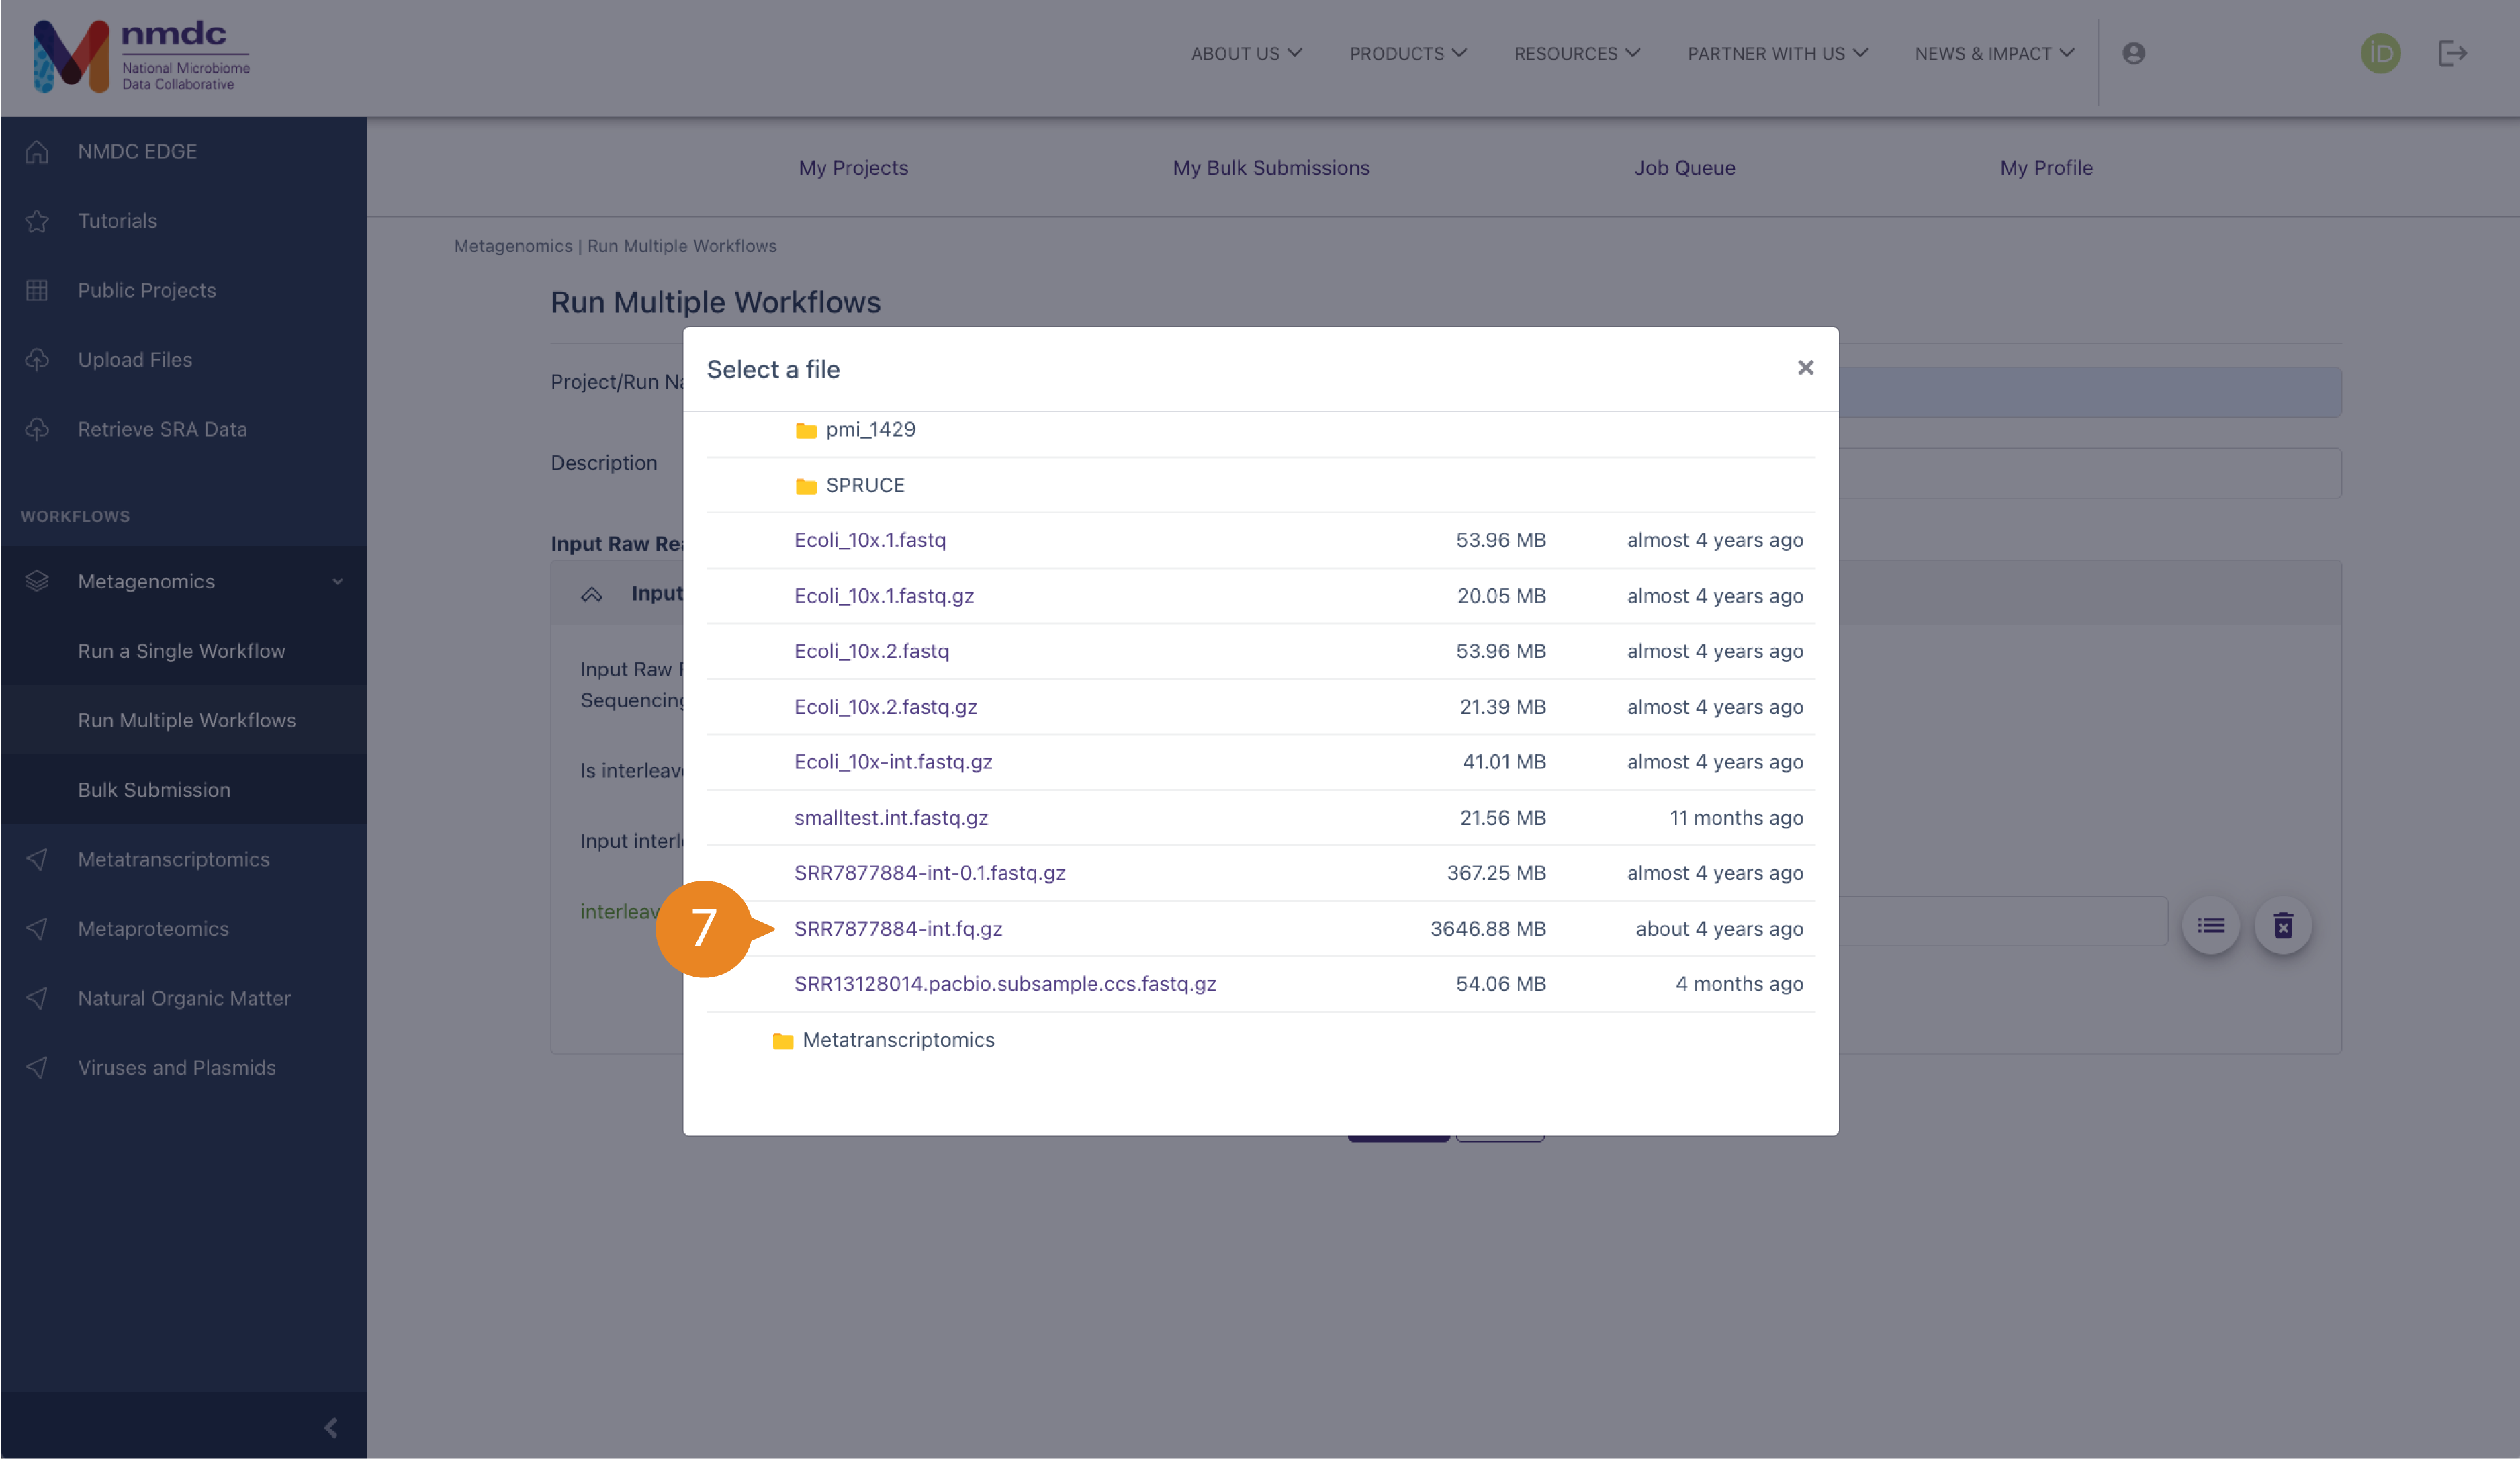 nmdc
National Microbiome
Data Collaborative
ABOUT US
PRODUCTS
RESOURCES
PARTNER WITH US
NEWS & IMPACT
iD
NMDC EDGE
Tutorials
Public Projects
Upload Files
Retrieve SRA Data
WORKFLOWS
Metagenomics
Run a Single Workflow
Run Multiple Workflows
Bulk Submission
Metatranscriptomics
Metaproteomics
Natural Organic Matter
Viruses and Plasmids
My Projects
My Bulk Submissions
Job Queue
My Profile
Metagenomics | Run Multiple Workflows
Run Multiple Workflows
Project/Run
Description
Input Raw
Input
Input Raw
Sequencing
Is
Input
Select a file
×
pmi_1429
SPRUCE
Ecoli_10x.1.fastq 53.96 MB almost 4 years ago
Ecoli_10x.1.fastq.gz 20.05 MB almost 4 years ago
Ecoli_10x.2.fastq 53.96 MB almost 4 years ago
Ecoli_10x.2.fastq.gz 21.39 MB almost 4 years ago
Ecoli_10x-int.fastq.gz 41.01 MB almost 4 years ago
smalltest.int.fastq.gz 21.56 MB 11 months ago
SRR7877884-int-0.1.fastq.gz 367.25 MB almost 4 years ago
7
SRR7877884-int.fq.gz 3646.88 MB about 4 years ago
SRR13128014.pacbio.subsample.ccs.fastq.gz 54.06 MB 4 months ago
Metatranscriptomics